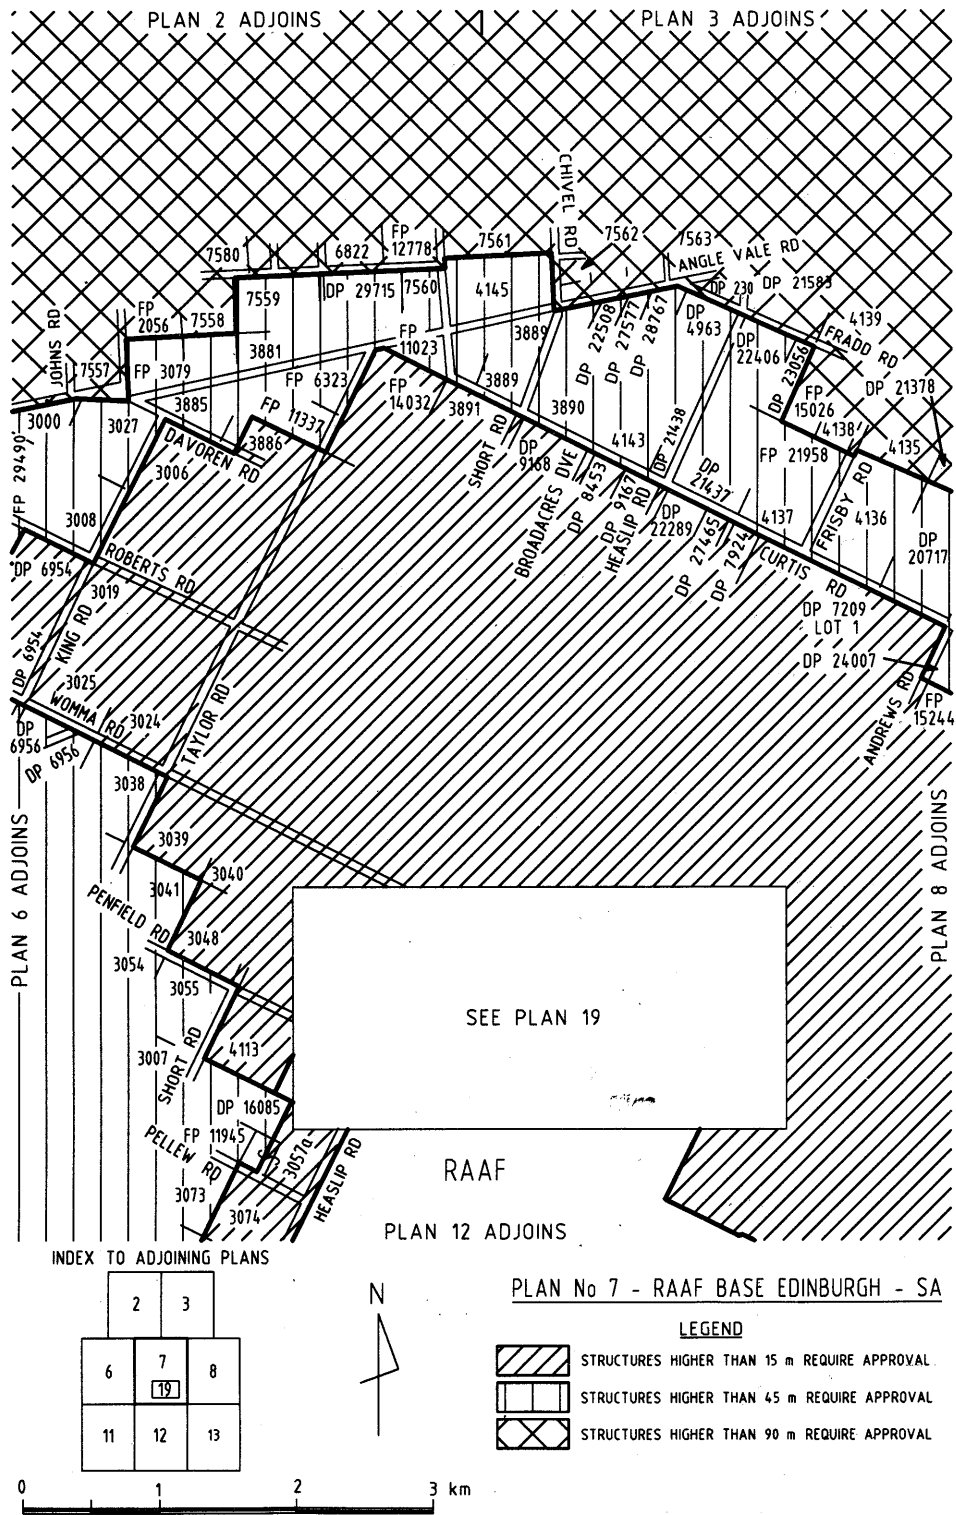 PLAN 2 ADJOINS
PLAN 3 ADJOINS
CHIVEL RD
7580
6822
FP
12778
7561
7562
7563
ANGLE VALE RD
7559
DP 29715
7560
4145
DP 230
DP 21583
FP
2056
7558
3881
FP
11023
3889
DP 22508
DP 27577
DP 28767
DP
4963
DP
22406
4139
FRADD RD
JOHNS RD
7557
FP 3079
FP 6323
FP
14032
3889
DP 23056
DP 21378
3000
3027
3885
FP 11337
3886
3891
3890
FP
15026
4138
4135
DAVOREN RD
SHORT RD
DP
9168
4143
DP 21438
FP 21958
FP 29490
3006
BROADACRES DVE
DP 8453
DP 9167
HEASLIP RD
DP
21437
DP
22289
3008
4137
FRISBY RD
4136
DP
20717
DP 6954
ROBERTS RD
DP 27465
DP 7924
CURTIS RD
3019
DP 7209
LOT 1
DP 6954
KING RD
DP 24007
3025
WOMMA RD
3024
TAYLOR RD
ANDREWS RD
FP
15244
DP
6956
DP 6956
3038
3039
PLAN 6 ADJOINS
PLAN 8 ADJOINS
3041
3040
PENFIELD RD
3048
3054
3055
SEE PLAN 19
3007
SHORT RD
4113
DP 16085
FP 11945
PELLEW RD
3057a
HEASLIP RD
RAAF
3073
3074
PLAN 12 ADJOINS
INDEX TO ADJOINING PLANS
2
3
6
7
8
19
11
12
13
N
PLAN No 7 - RAAF BASE EDINBURGH - SA
LEGEND
STRUCTURES HIGHER THAN 15 m REQUIRE APPROVAL
STRUCTURES HIGHER THAN 45 m REQUIRE APPROVAL
STRUCTURES HIGHER THAN 90 m REQUIRE APPROVAL
0
1
2
3 km